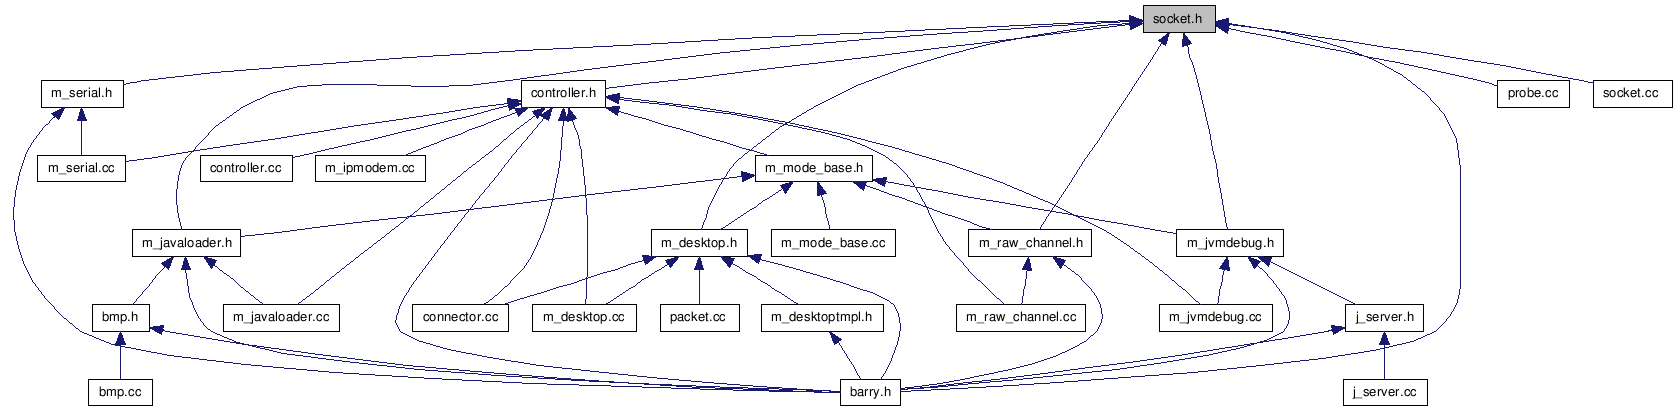 socket.h
m_serial.h
controller.h
probe.cc
socket.cc
m_serial.cc
controller.cc
m_ipmodem.cc
m_mode_base.h
m_javaloader.h
m_desktop.h
m_mode_base.cc
m_raw_channel.h
m_jvmdebug.h
bmp.h
m_javaloader.cc
connector.cc
m_desktop.cc
packet.cc
m_desktoptmpl.h
m_raw_channel.cc
m_jvmdebug.cc
j_server.h
bmp.cc
barry.h
j_server.cc